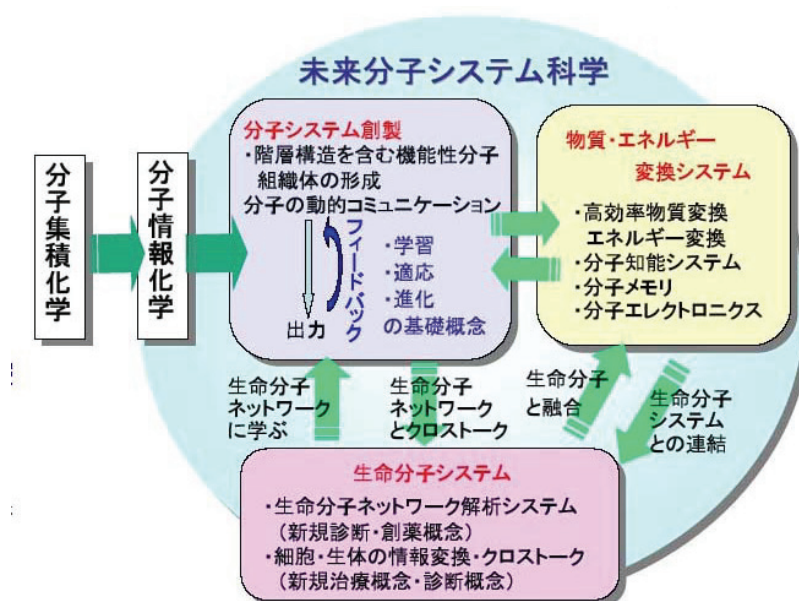 未来分子システム科学
分子集積化学
分子情報化学
分子システム創製
・階層構造を含む機能性分子
組織体の形成
分子の動的コミュニケーション
フィードバック
・学習
・適応
・進化
の基礎概念
出力
物質・エネルギー
変換システム
・高効率物質変換
エネルギー変換
・分子知能システム
・分子メモリ
・分子エレクトロニクス
生命分子
ネットワーク
に学ぶ
生命分子
ネットワーク
とクロストーク
生命分子
と融合
生命分子
システム
との連結
生命分子システム
・生命分子ネットワーク解析システム
（新規診断・創薬概念）
・細胞・生体の情報変換・クロストーク
（新規治療概念・診断概念）